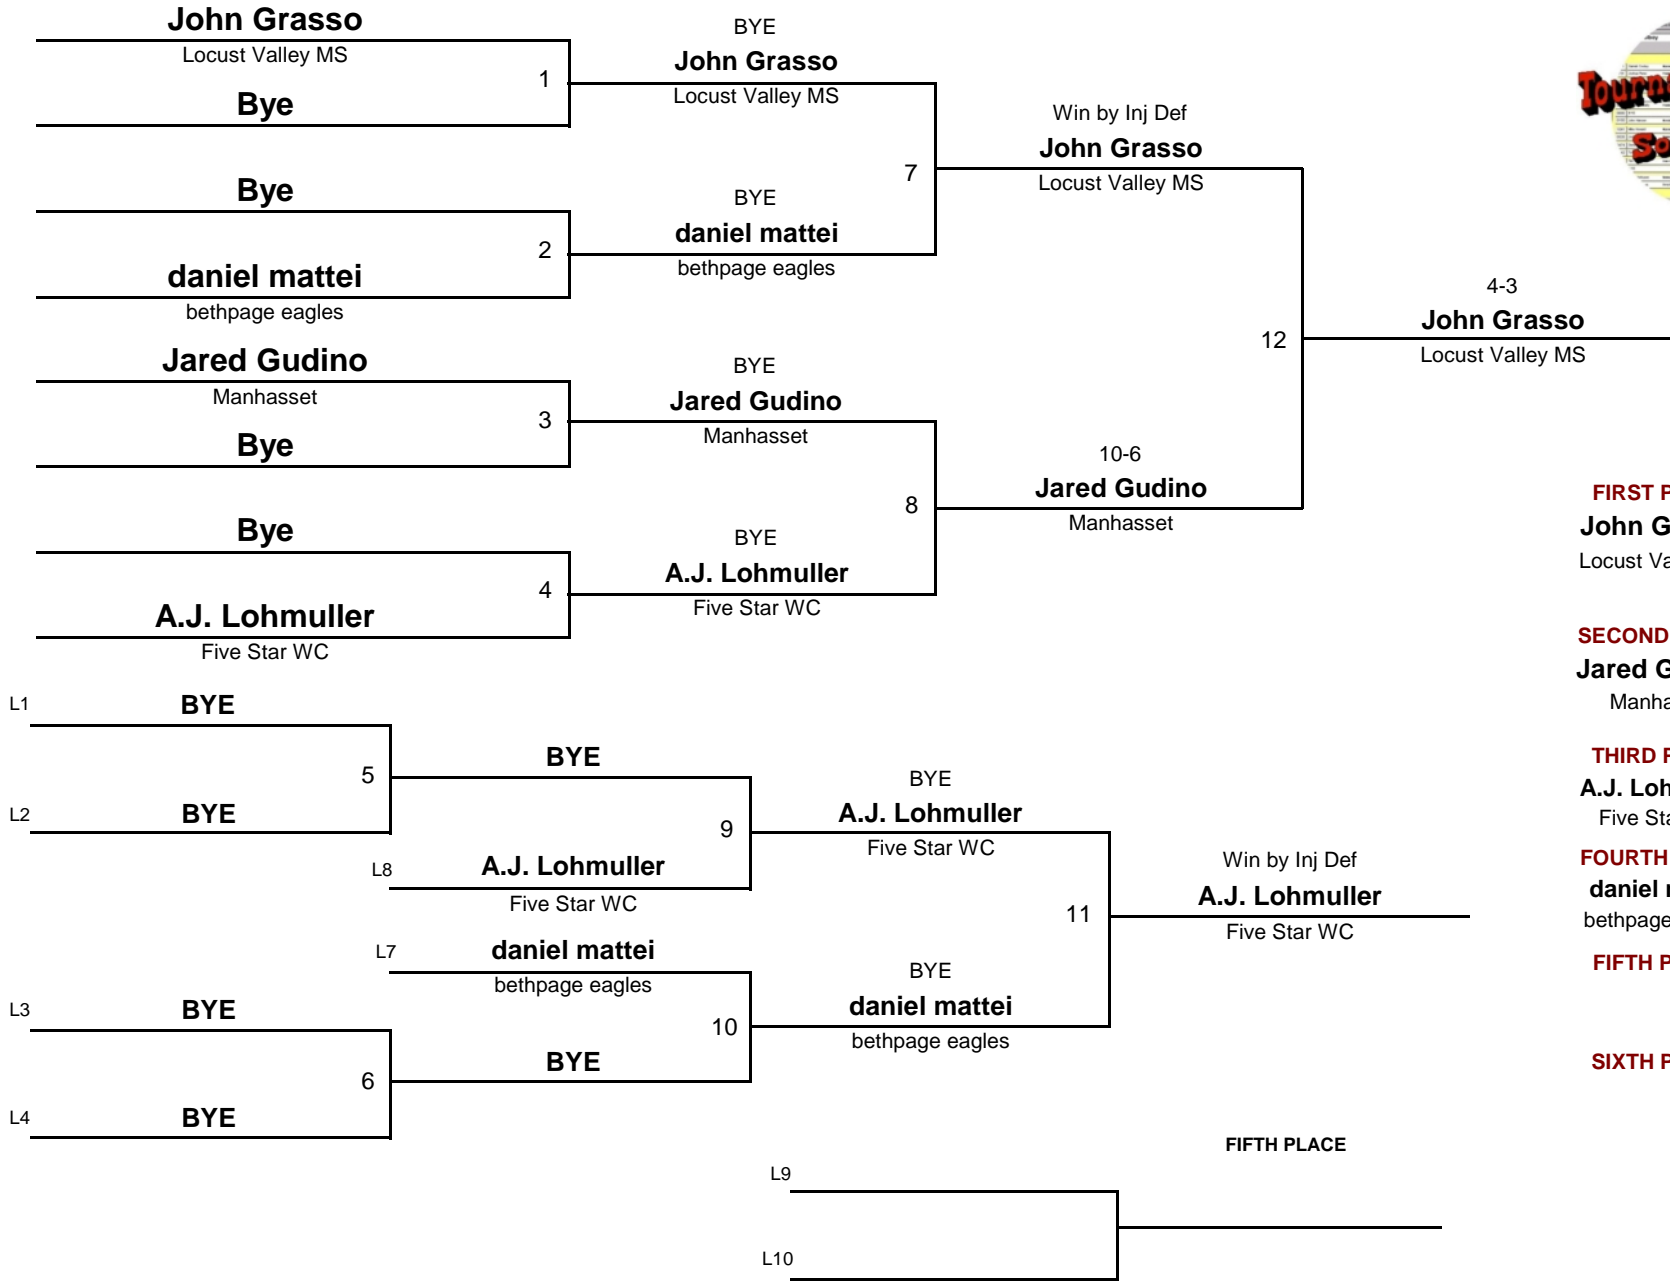 John Grasso
Locust Valley MS
1
Bye
BYE
John Grasso
Locust Valley MS
Bye
2
daniel mattei
bethpage eagles
BYE
daniel mattei
bethpage eagles
7
Win by Inj Def
John Grasso
Locust Valley MS
Jared Gudino
Manhasset
3
Bye
BYE
Jared Gudino
Manhasset
Bye
4
A.J. Lohmuller
Five Star WC
BYE
A.J. Lohmuller
Five Star WC
8
10-6
Jared Gudino
Manhasset
12
4-3
John Grasso
Locust Valley MS
L1 BYE
5
L2 BYE
BYE
9
L8 A.J. Lohmuller
Five Star WC
BYE
A.J. Lohmuller
Five Star WC
L7 daniel mattei
bethpage eagles
10
BYE
L3 BYE
6
L4 BYE
BYE
daniel mattei
bethpage eagles
11
Win by Inj Def
A.J. Lohmuller
Five Star WC
FIFTH PLACE
L9
L10
FIRST
John
Locust
SECOND
Jared
THIRD
A.J.
Five
FOURTH
daniel
bethpage
FIFTH
SIXTH